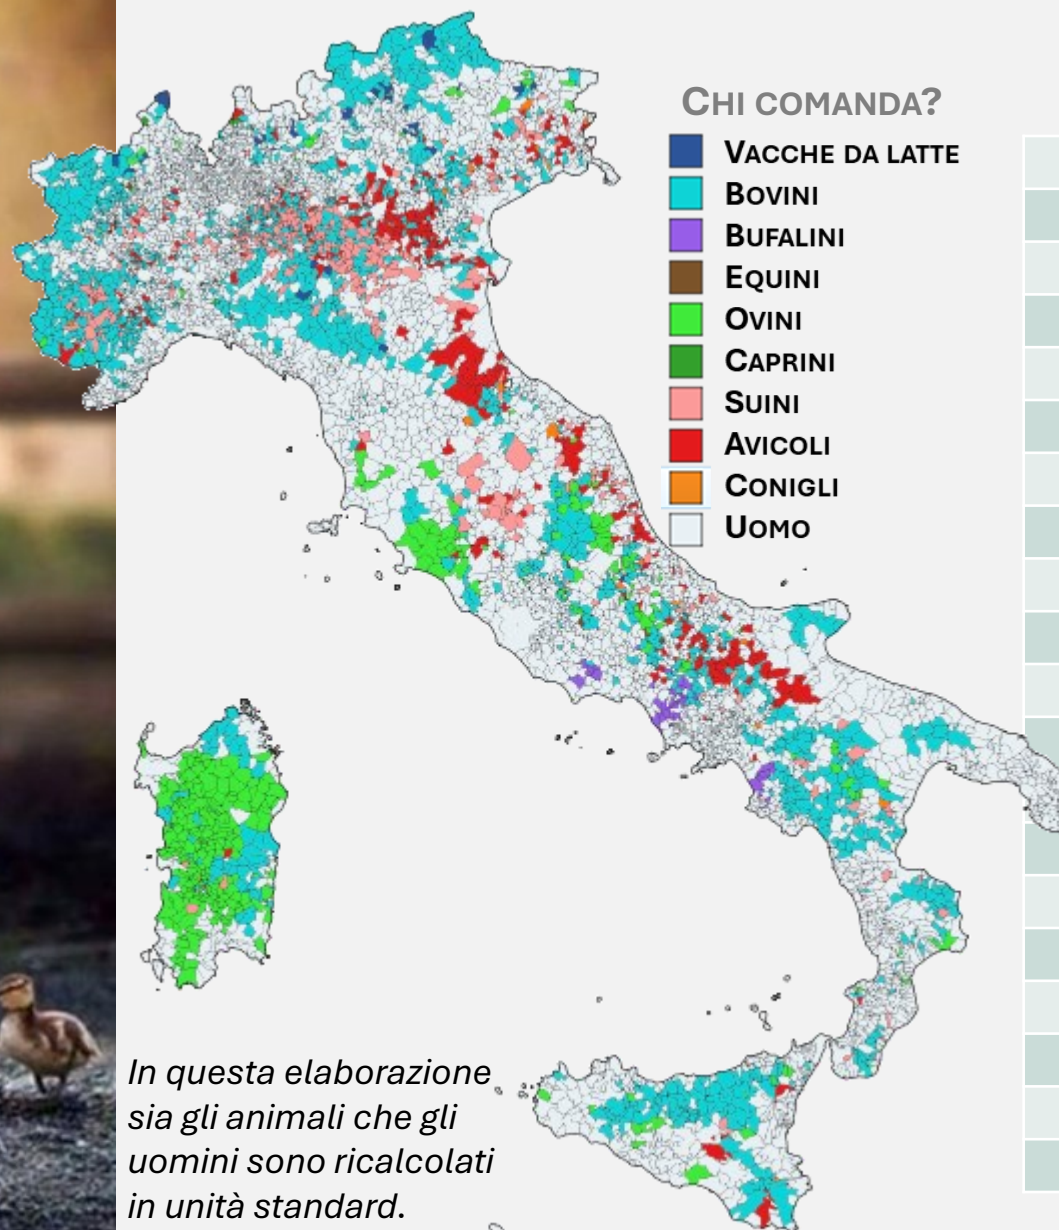 CHI COMANDA?
VACCHE DA LATTE
BOVINI
BUFALINI
EQUINI
OVINI
CAPRINI
SUINI
AVICOLI
CONIGLI
UOMO
In questa elaborazione
sia gli animali che gli
uomini sono ricalcolati
in unità standard.